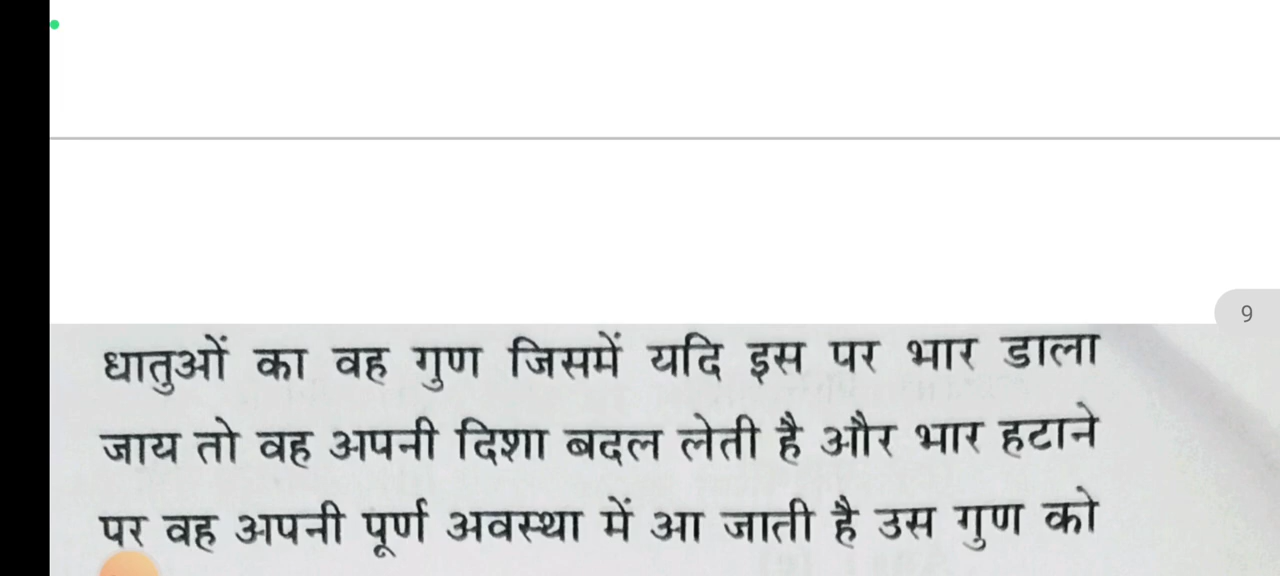 9
धातुओं का वह गुण जिसमें यदि इस पर भार डाला
जाय तो वह अपनी दिशा बदल लेती है और भार हटाने
पर वह अपनी पूर्ण अवस्था में आ जाती है उस गुण को